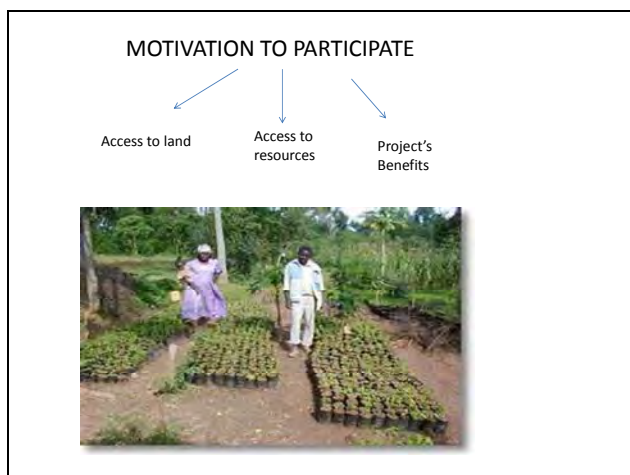 MOTIVATION TO PARTICIPATE
Access to land
Access to
resources
Project's
Benefits